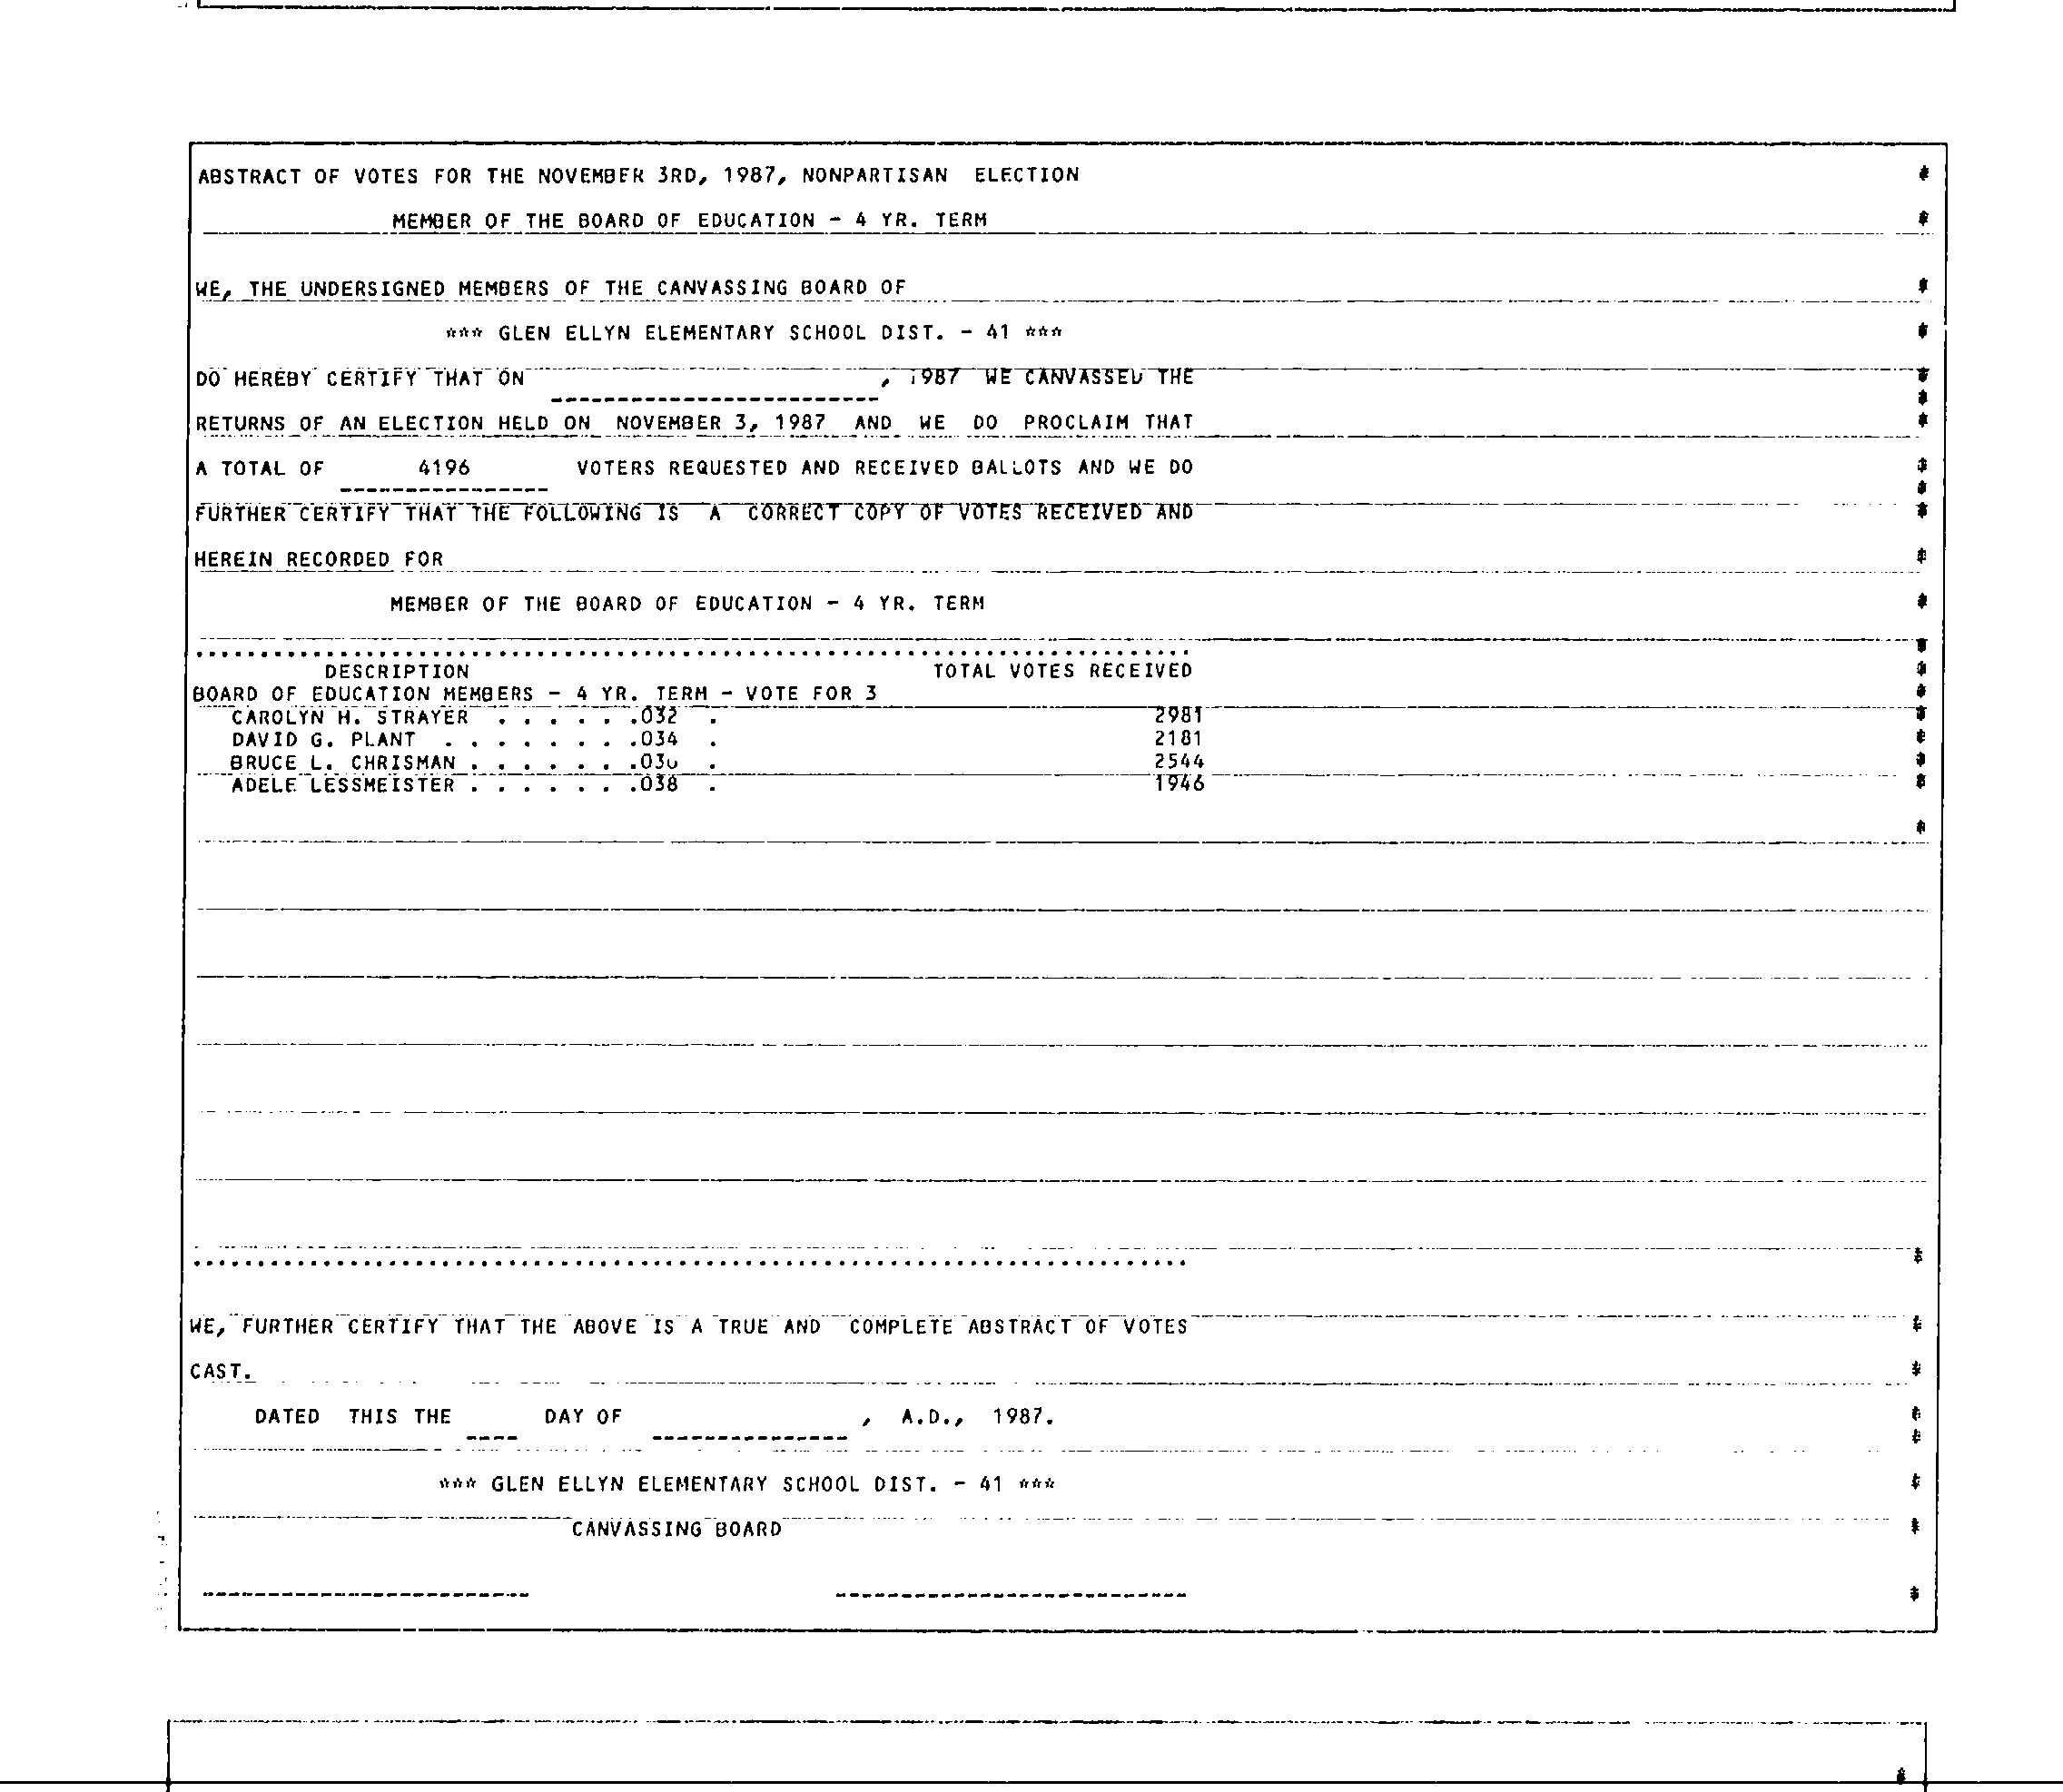 ABSTRACT OF VOTES FOR THE NOVEMBER 3RD, 1987, NONPARTISAN ELECTION
MEMBER OF THE BOARD OF EDUCATION - 4 YR. TERM
WE, THE UNDERSIGNED MEMBERS OF THE CANVASSING BOARD OF
*** GLEN ELLYN ELEMENTARY SCHOOL DIST. - 41 ***
DO HEREBY CERTIFY THAT ON , 1987 WE CANVASSED THE
RETURNS OF AN ELECTION HELD ON NOVEMBER 3, 1987 AND WE DO PROCLAIM THAT
A TOTAL OF 4196 VOTERS REQUESTED AND RECEIVED BALLOTS AND WE DO
FURTHER CERTIFY THAT THE FOLLOWING IS A CORRECT COPY OF VOTES RECEIVED AND
HEREIN RECORDED FOR
MEMBER OF THE BOARD OF EDUCATION - 4 YR. TERM
DESCRIPTION TOTAL VOTES RECEIVED
BOARD OF EDUCATION MEMBERS - 4 YR. TERM - VOTE FOR 3
CAROLYN H. STRAYER . . . . . .032 . 2981
DAVID G. PLANT . . . . . . . .034 . 2181
BRUCE L. CHRISMAN . . . . . . .036 . 2544
ADELE LESSMEISTER . . . . . . .038 . 1946
WE, FURTHER CERTIFY THAT THE ABOVE IS A TRUE AND COMPLETE ABSTRACT OF VOTES
CAST.
DATED THIS THE ____ DAY OF _______________ , A.D., 1987.
*** GLEN ELLYN ELEMENTARY SCHOOL DIST. - 41 ***
CANVASSING BOARD